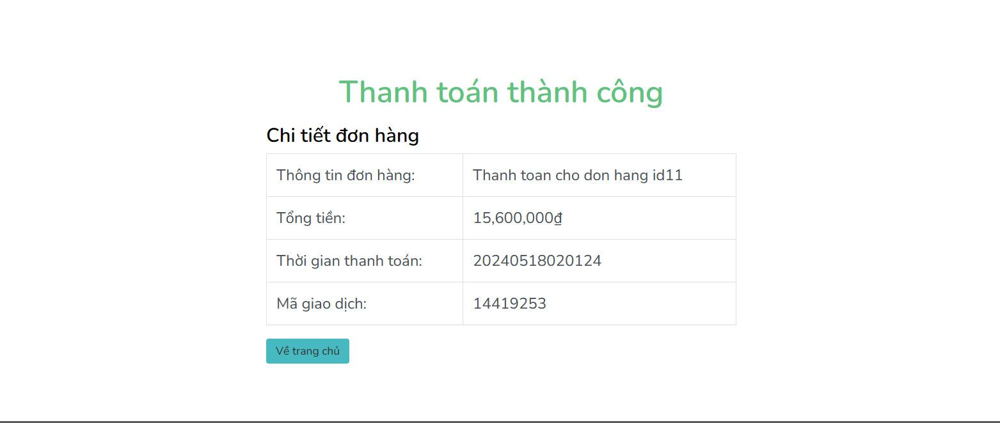 Thanh toán thành công
Chi tiết đơn hàng
Thông tin đơn hàng: Thanh toan cho don hang id11
Tổng tiền: 15,600,000₫
Thời gian thanh toán: 20240518020124
Mã giao dịch: 14419253
Về trang chủ